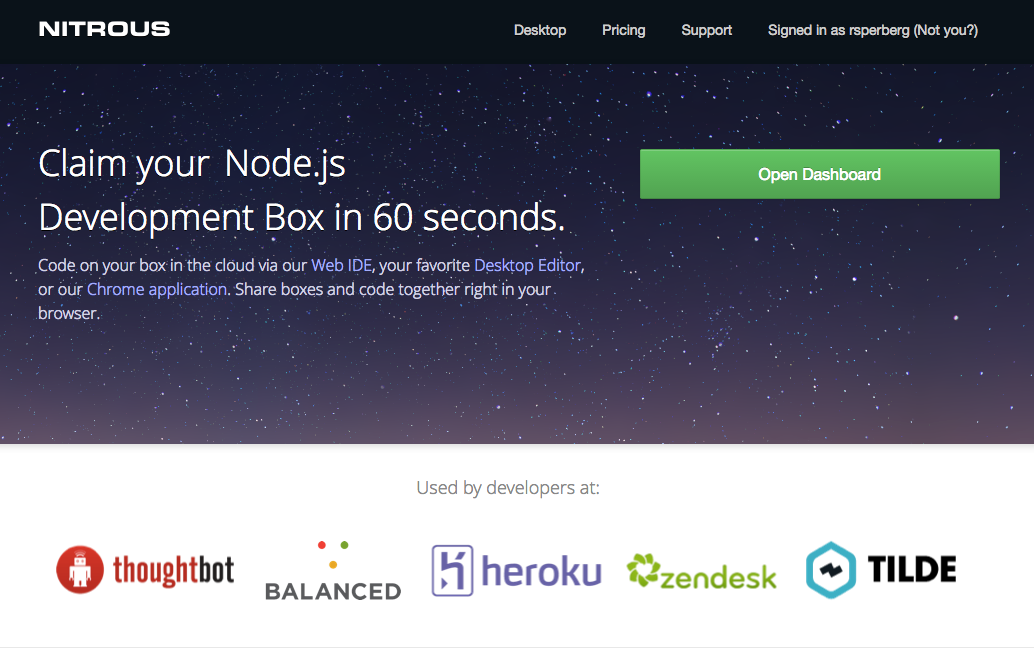 NITROUS
Desktop Pricing Support Signed in as rsperberg (Not you?)
Claim your Node.js
Development Box in 60 seconds.
Open Dashboard
Code on your box in the cloud via our Web IDE, your favorite Desktop Editor,
or our Chrome application. Share boxes and code together right in your
browser.
Used by developers at:
thoughtbot
BALANCED
heroku
zendesk
TILDE